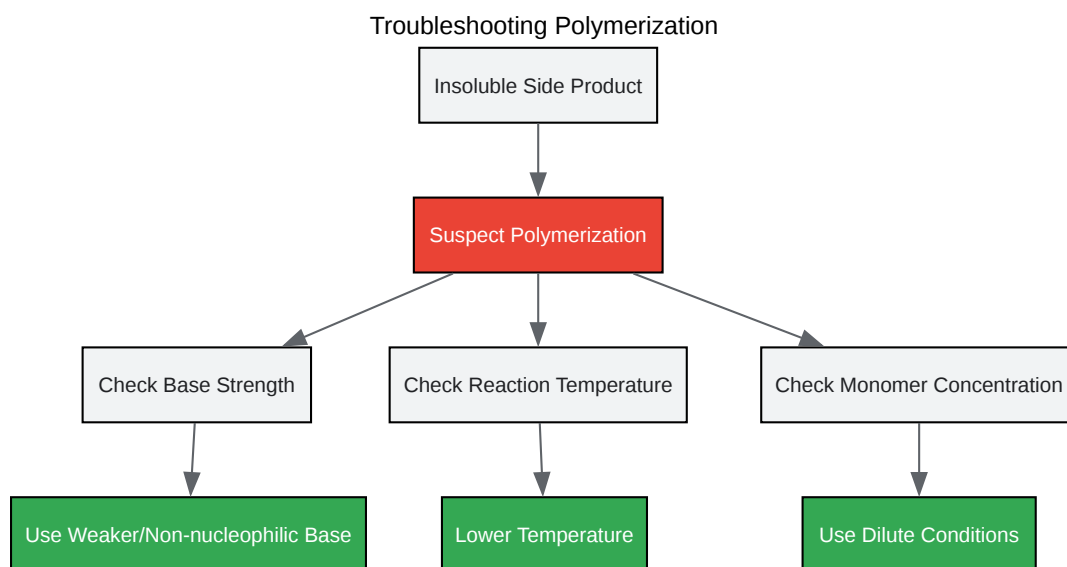 Troubleshooting Polymerization
Insoluble Side Product
Suspect Polymerization
Check Base Strength
Check Reaction Temperature
Check Monomer Concentration
Use Weaker/Non-nucleophilic Base
Lower Temperature
Use Dilute Conditions